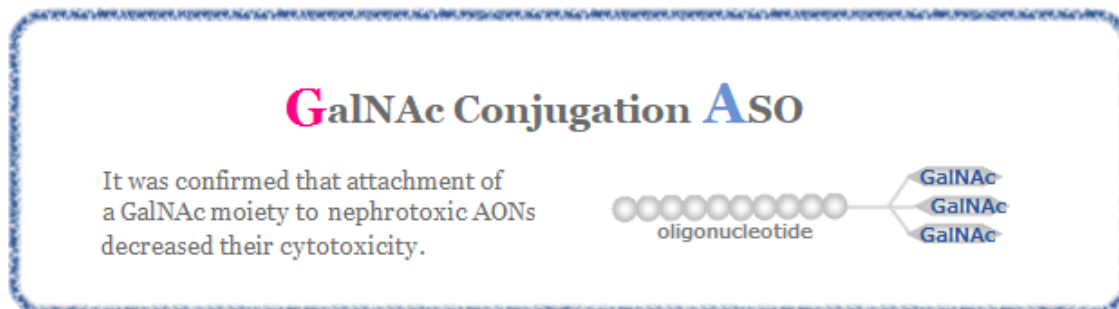 GalNAc Conjugation ASO
It was confirmed that attachment of
a GalNAc moiety to nephrotoxic AONs
decreased their cytotoxicity.
GalNAc
GalNAc
GalNAc
oligonucleotide